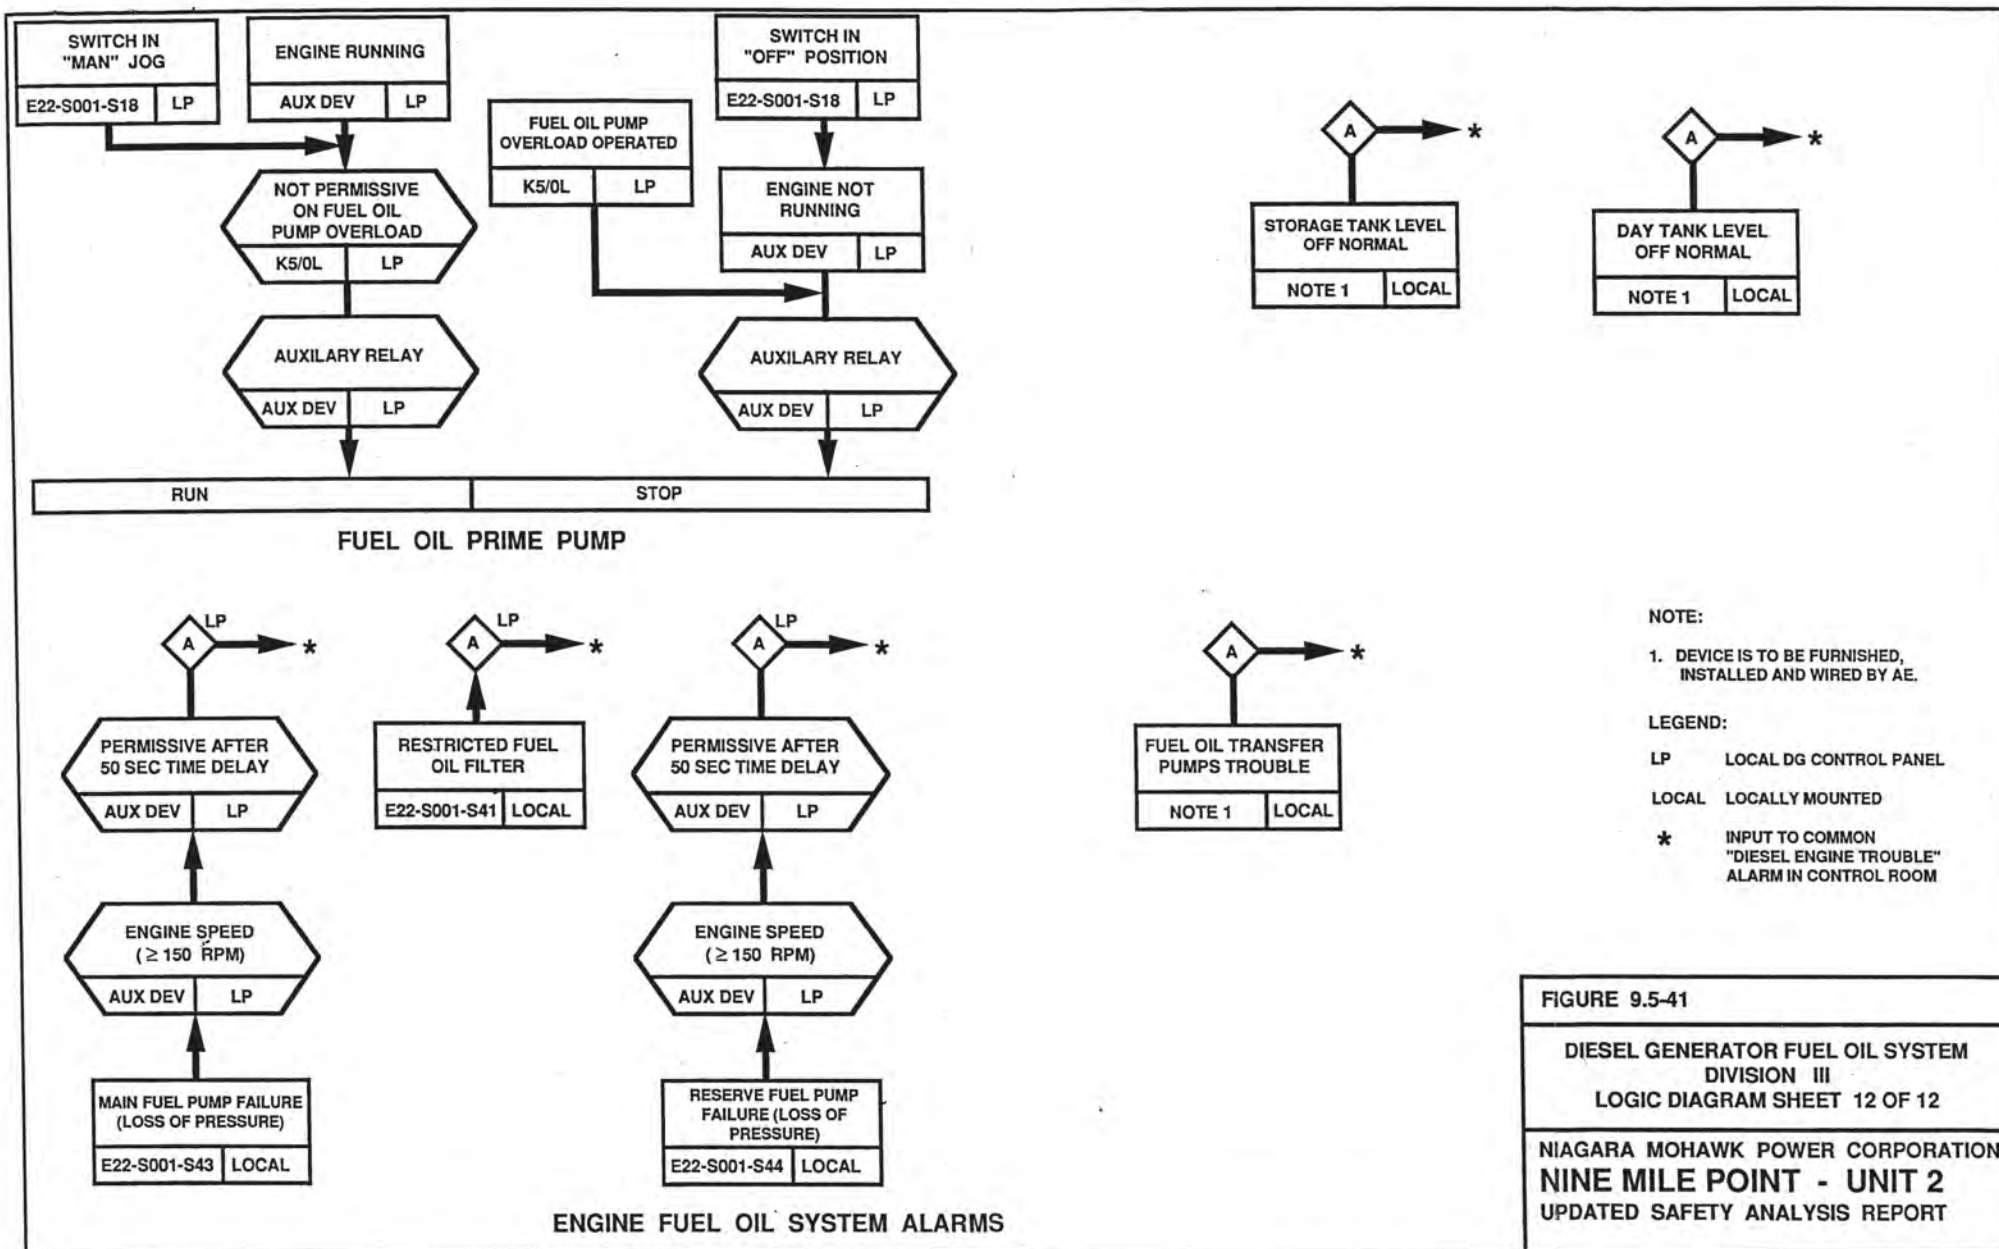 SWITCH IN
"MAN" JOG
E22-S001-S18 LP
ENGINE RUNNING
AUX DEV LP
FUEL OIL PUMP
OVERLOAD OPERATED
K5/0L LP
SWITCH IN
"OFF" POSITION
E22-S001-S18 LP
NOT PERMISSIVE
ON FUEL OIL
PUMP OVERLOAD
K5/0L LP
ENGINE NOT
RUNNING
AUX DEV LP
AUXILARY RELAY
AUX DEV LP
AUXILARY RELAY
AUX DEV LP
RUN STOP
FUEL OIL PRIME PUMP
A *
STORAGE TANK LEVEL
OFF NORMAL
NOTE 1 LOCAL
A *
DAY TANK LEVEL
OFF NORMAL
NOTE 1 LOCAL
LP
A *
PERMISSIVE AFTER
50 SEC TIME DELAY
AUX DEV LP
ENGINE SPEED
(≥150 RPM)
AUX DEV LP
MAIN FUEL PUMP FAILURE
(LOSS OF PRESSURE)
E22-S001-S43 LOCAL
LP
A *
RESTRICTED FUEL
OIL FILTER
E22-S001-S41 LOCAL
LP
A *
PERMISSIVE AFTER
50 SEC TIME DELAY
AUX DEV LP
ENGINE SPEED
(≥150 RPM)
AUX DEV LP
RESERVE FUEL PUMP
FAILURE (LOSS OF
PRESSURE)
E22-S001-S44 LOCAL
A *
FUEL OIL TRANSFER
PUMPS TROUBLE
NOTE 1 LOCAL
ENGINE FUEL OIL SYSTEM ALARMS
NOTE:
1. DEVICE IS TO BE FURNISHED,
INSTALLED AND WIRED BY AE.
LEGEND:
LP LOCAL DG CONTROL PANEL
LOCAL LOCALLY MOUNTED
* INPUT TO COMMON
"DIESEL ENGINE TROUBLE"
ALARM IN CONTROL ROOM
FIGURE 9.5-41
DIESEL GENERATOR FUEL OIL SYSTEM
DIVISION III
LOGIC DIAGRAM SHEET 12 OF 12
NIAGARA MOHAWK POWER CORPORATION
NINE MILE POINT - UNIT 2
UPDATED SAFETY ANALYSIS REPORT